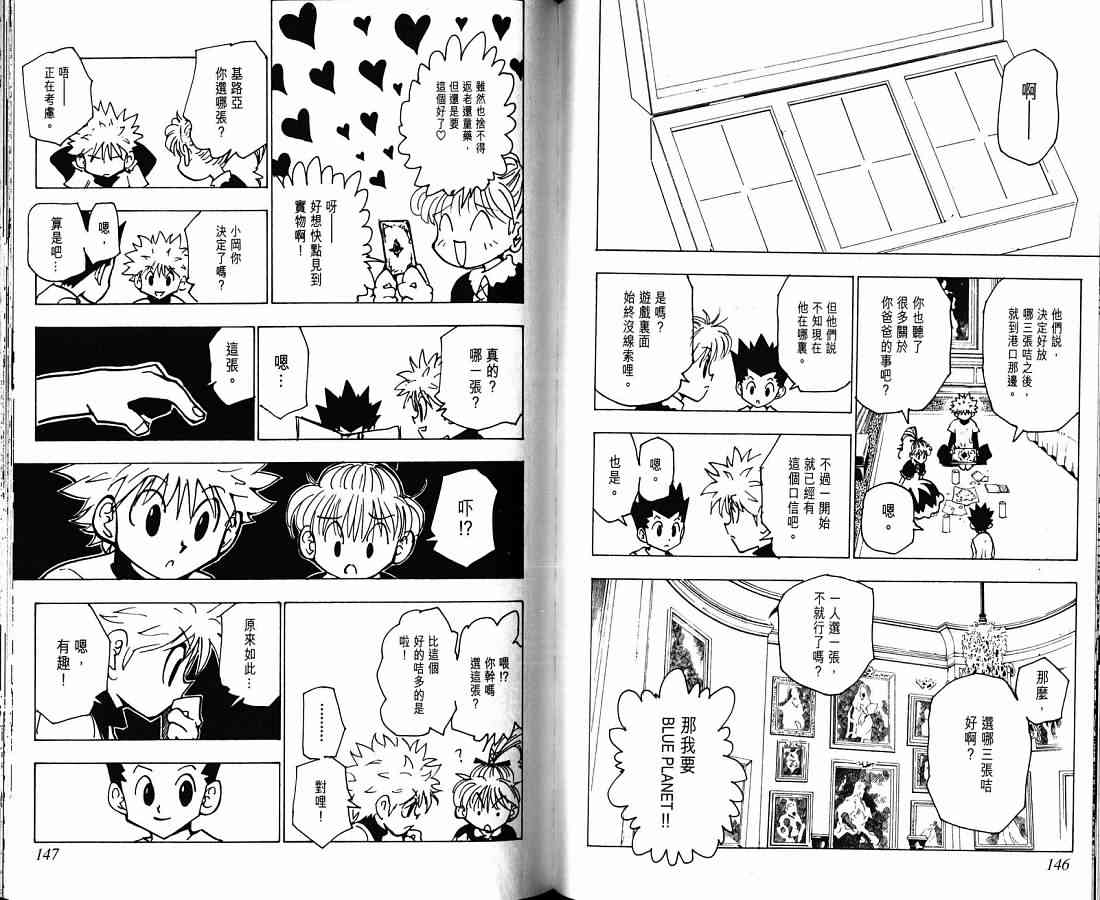 啊——
他們說，
決定好放
哪三張咭之後，
就到港口那邊。
你也聽了
很多關於
你爸爸的事吧？
嗯。
但他們說
不知現在
他在哪裏。
是嗎？
遊戲裏面
始終沒線索哩。
不過一開始
就已經有
這個口信吧。
嗯。
也是。
那麼，
選哪三張咭
好啊？
一人選一張，
不就行了嗎？
那我要
BLUE PLANET!!
146
雖然也捨不得
返老還童藥，
但還是要
這個好了♡
呀——
好想快點見到
實物啊！
基路亞
你選哪張？
唔——
正在考慮。
小岡你
決定了嗎？
嗯，
算是吧…
真的？
哪一張？
嗯…
這張。
吓!?
喂!?
你幹嗎
選這張？
比這個
好的咭多的是
啦！
………
對哩！
原來如此…
嗯，
有趣！
147